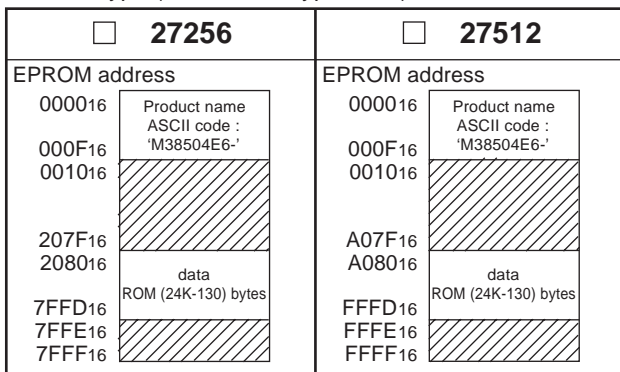 ☐ 27256
EPROM address
000016
Product name
ASCII code :
‘M38504E6-’
000F16
001016
207F16
208016
data
ROM (24K-130) bytes
7FFD16
7FFE16
7FFF16
☐ 27512
EPROM address
000016
Product name
ASCII code :
‘M38504E6-’
000F16
001016
A07F16
A08016
data
ROM (24K-130) bytes
FFFD16
FFFE16
FFFF16